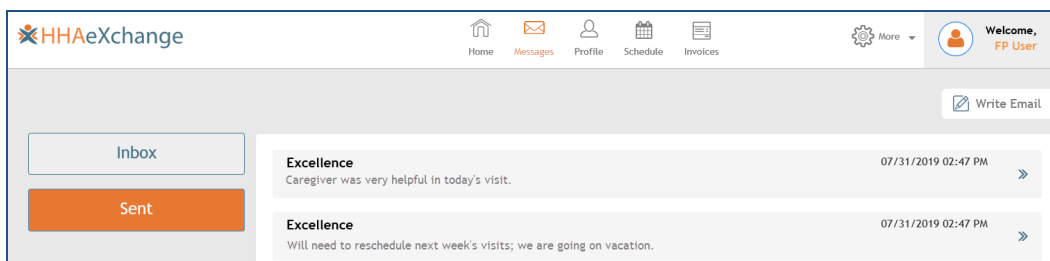 HHAeXchange
Home Messages Profile Schedule Invoices
More
Welcome,
FP User
Write Email
Inbox
Sent
Excellence 07/31/2019 02:47 PM
Caregiver was very helpful in today's visit.
Excellence 07/31/2019 02:47 PM
Will need to reschedule next week's visits; we are going on vacation.